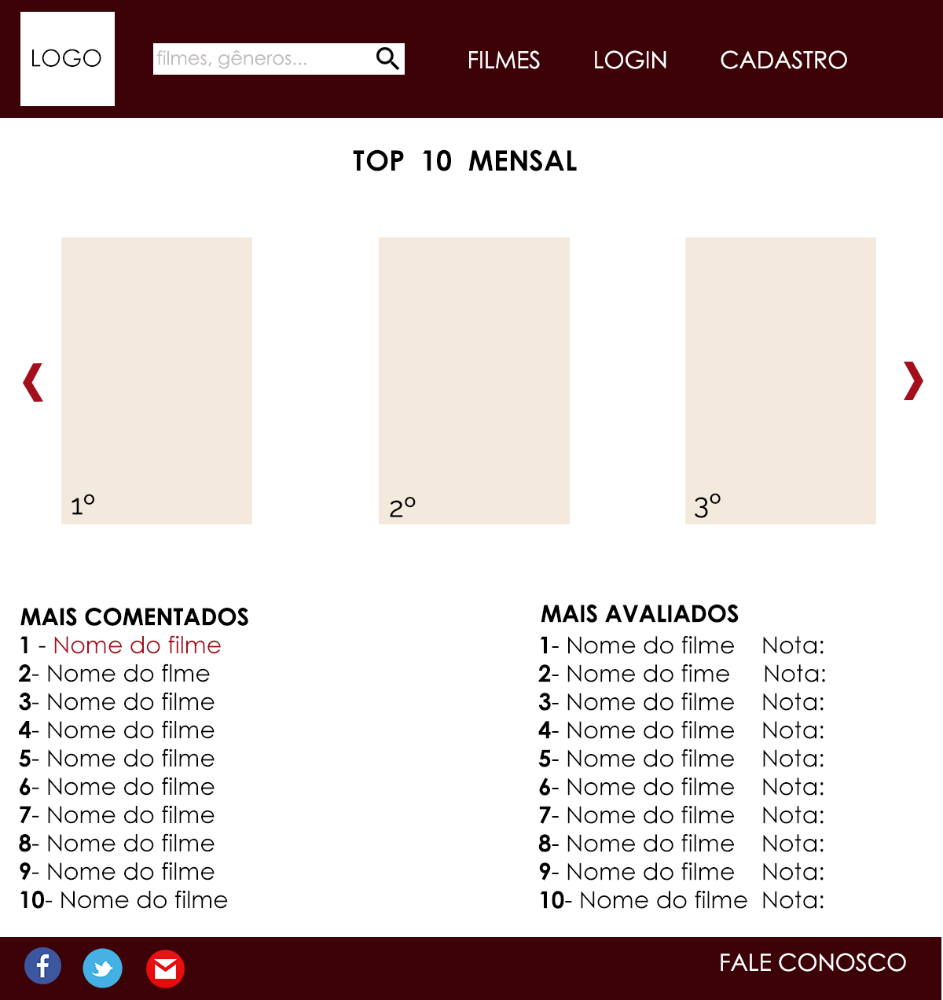 LOGO
filmes, gêneros...
FILMES
LOGIN
CADASTRO
TOP 10 MENSAL
1º
2º
3º
MAIS COMENTADOS
1 - Nome do filme
2- Nome do flme
3- Nome do filme
4- Nome do filme
5- Nome do filme
6- Nome do filme
7- Nome do filme
8- Nome do filme
9- Nome do filme
10- Nome do filme
MAIS AVALIADOS
1- Nome do filme Nota:
2- Nome do fime Nota:
3- Nome do filme Nota:
4- Nome do filme Nota:
5- Nome do filme Nota:
6- Nome do filme Nota:
7- Nome do filme Nota:
8- Nome do filme Nota:
9- Nome do filme Nota:
10- Nome do filme Nota:
FALE CONOSCO